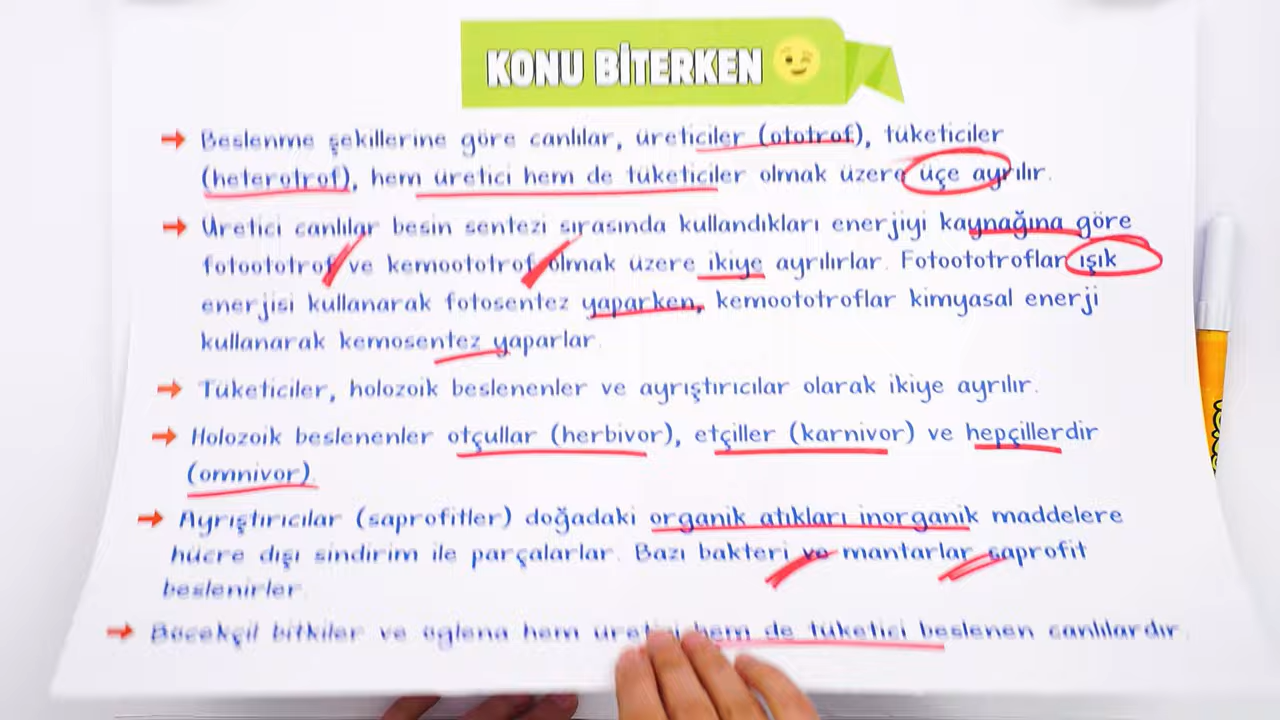 KONU BİTERKEN
Beslenme şekillerine göre canlılar, üreticiler (ototrof), tüketiciler
(heterotrof), hem üretici hem de tüketiciler olmak üzere üçe ayrılır.
Üretici canlılar besin sentezi sırasında kullandıkları enerjiyi kaynağına göre
fotoototrof ve kemoototrof olmak üzere ikiye ayrılırlar. Fotoototroflar ışık
enerjisi kullanarak fotosentez yaparken, kemoototroflar kimyasal enerji
kullanarak kemosentez yaparlar.
Tüketiciler, holozoik beslenenler ve ayrıştırıcılar olarak ikiye ayrılır.
Holozoik beslenenler otçullar (herbivor), etçiller (karnivor) ve hepçillerdir
(omnivor).
Ayrıştırıcılar (saprofitler) doğadaki organik atıkları inorganik maddelere
hücre dışı sindirim ile parçalarlar. Bazı bakteri ve mantarlar saprofit
beslenirler.
Böcekçil bitkiler ve öglena hem üretici hem de tüketici beslenen canlılardır.